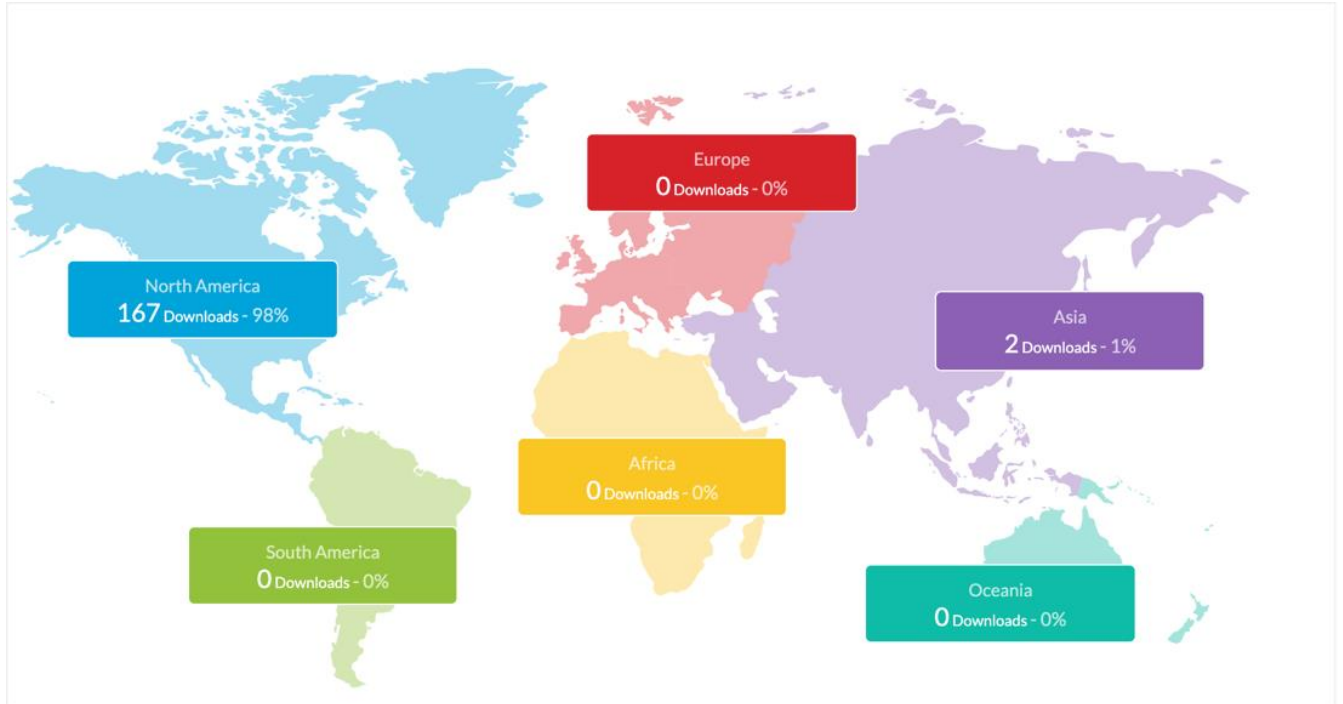 Europe
0 Downloads - 0%
North America
167 Downloads - 98%
Asia
2 Downloads - 1%
Africa
0 Downloads - 0%
South America
0 Downloads - 0%
Oceania
0 Downloads - 0%